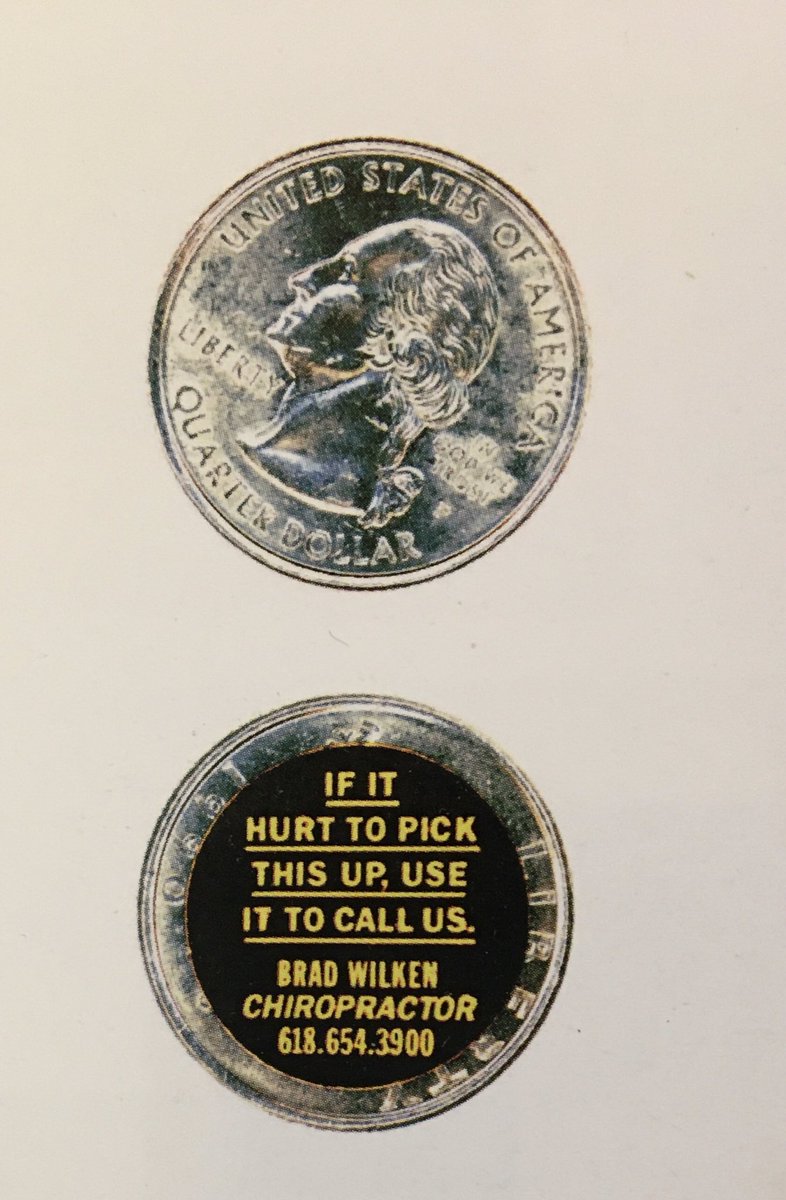 UNITED STATES OF AMERICA
LIBERTY
IN
GOD WE
TRUST
P
QUARTER DOLLAR
IF IT
HURT TO PICK
THIS UP, USE
IT TO CALL US.
BRAD WILKEN
CHIROPRACTOR
618.654.3900